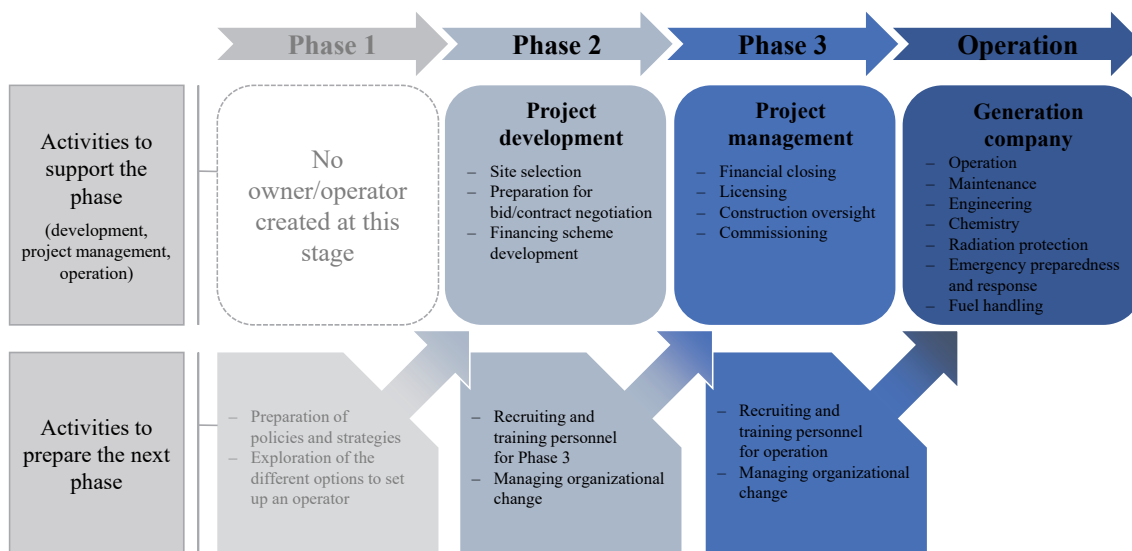 Phase 1
Phase 2
Phase 3
Operation
Activities to
support the
phase
(development,
project management,
operation)
No
owner/operator
created at this
stage
Project
development
– Site selection
– Preparation for
bid/contract negotiation
– Financing scheme
development
Project
management
– Financial closing
– Licensing
– Construction oversight
– Commissioning
Generation
company
– Operation
– Maintenance
– Engineering
– Chemistry
– Radiation protection
– Emergency preparedness
and response
– Fuel handling
Activities to
prepare the next
phase
– Preparation of
policies and strategies
– Exploration of the
different options to set
up an operator
– Recruiting and
training personnel
for Phase 3
– Managing organizational
change
– Recruiting and
training personnel
for operation
– Managing organizational
change